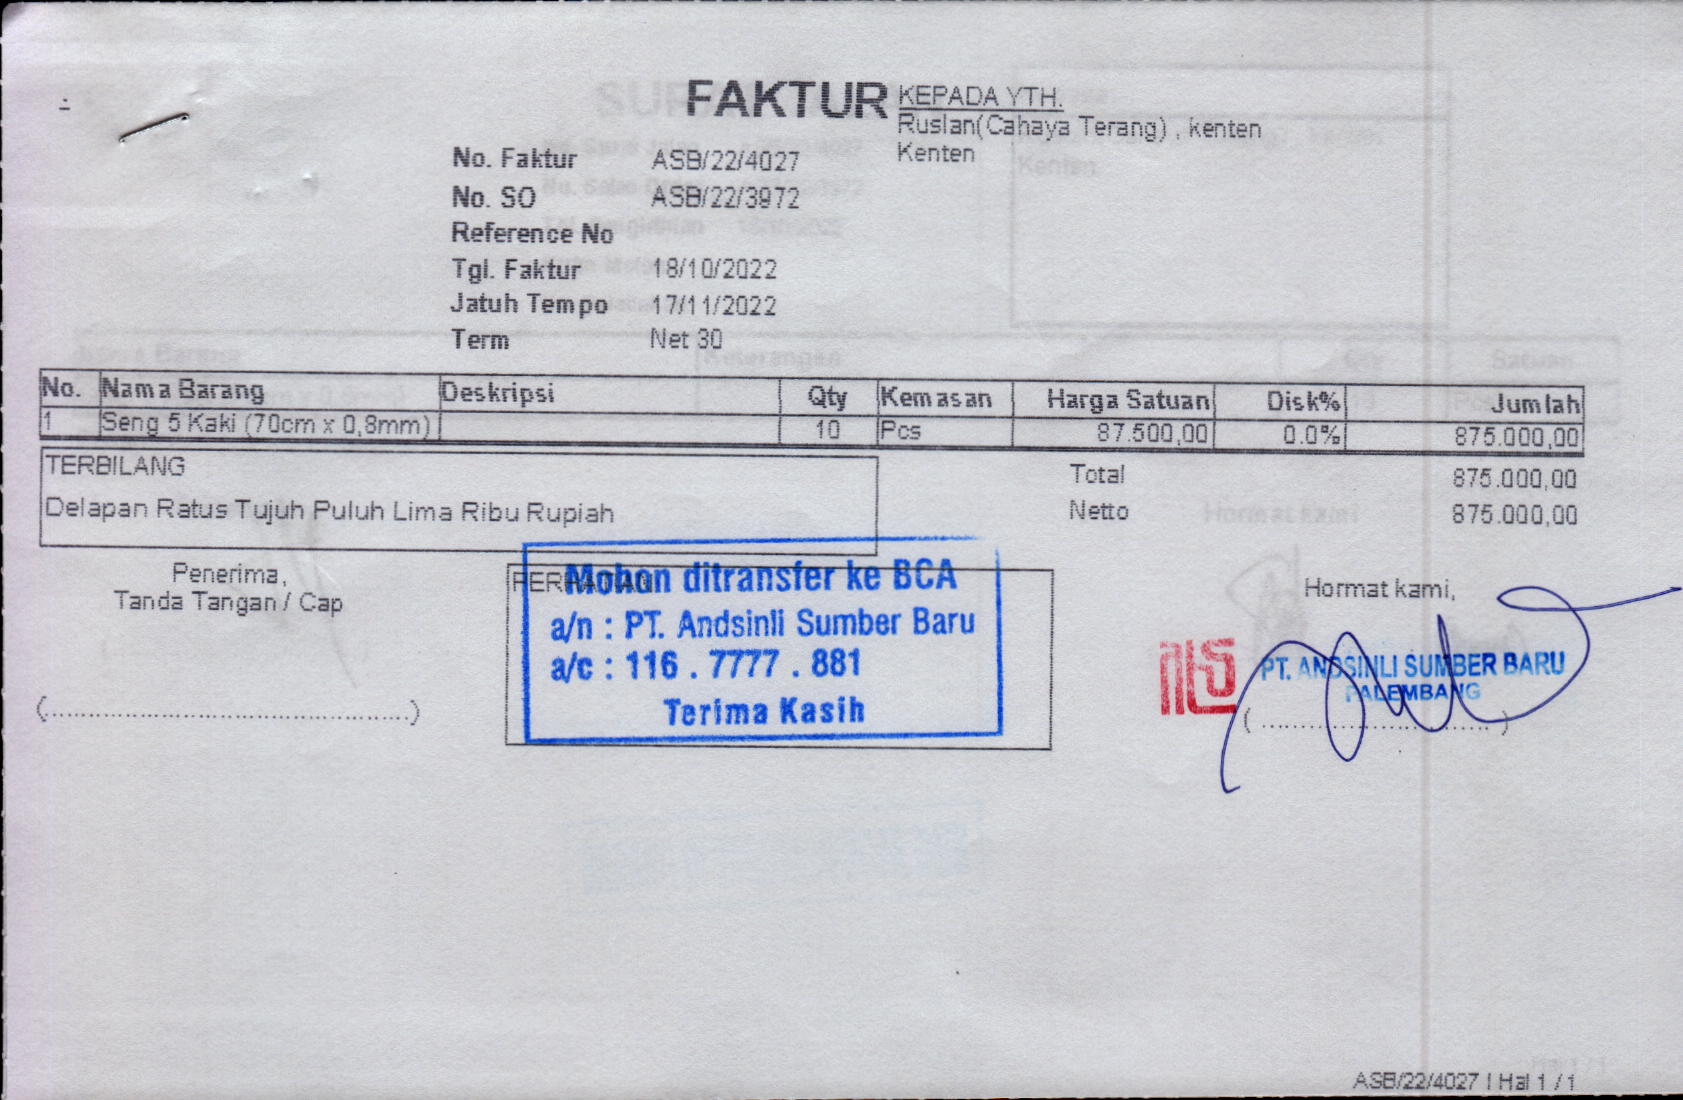 FAKTUR
KEPADA YTH.
Ruslan(Cahaya Terang) , kenten
Kenten
No. Faktur ASB/22/4027
No. SO ASB/22/3972
Reference No
Tgl. Faktur 18/10/2022
Jatuh Tempo 17/11/2022
Term Net 30
No. Nama Barang Deskripsi Qty Kemasan Harga Satuan Disk% Jumlah
1 Seng 5 Kaki (70cm x 0,8mm) 10 Pcs 87.500,00 0.0% 875.000,00
TERBILANG
Delapan Ratus Tujuh Puluh Lima Ribu Rupiah
Total 875.000,00
Netto 875.000,00
Penerima,
Tanda Tangan / Cap
(................................................)
PERHATIAN
Mohon ditransfer ke BCA
a/n : PT. Andsinli Sumber Baru
a/c : 116 . 7777 . 881
Terima Kasih
Hormat kami,
PT. ANDSINLI SUMBER BARU
PALEMBANG
(................................)
ASB/22/4027 | Hal 1 / 1